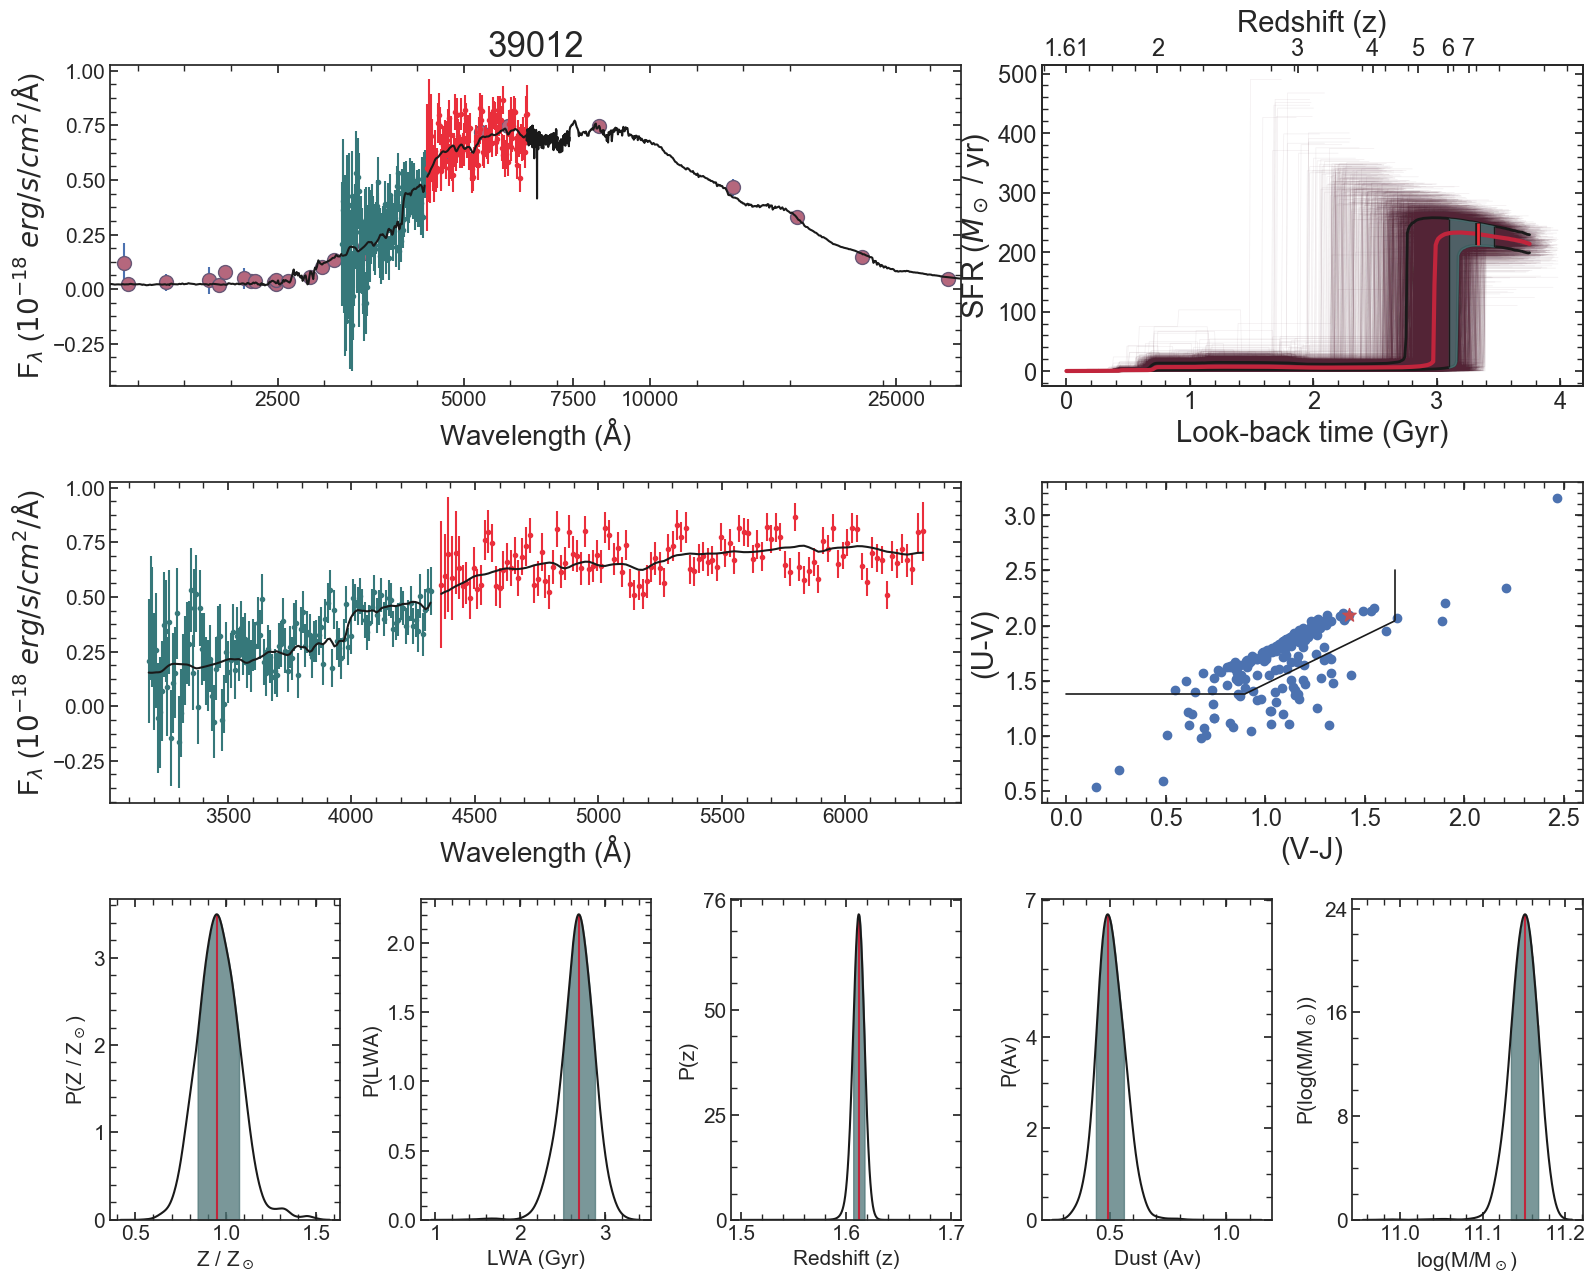 39012
1.00
0.75
0.50
0.25
0.00
−0.25
F_λ (10^−18 erg/s/cm^2/Å)
2500 5000 7500 10000 25000
Wavelength (Å)
Redshift (z)
1.61 2 3 4 5 6 7
500
400
300
200
100
0
SFR (M_⊙ / yr)
0 1 2 3 4
Look-back time (Gyr)
1.00
0.75
0.50
0.25
0.00
−0.25
F_λ (10^−18 erg/s/cm^2/Å)
3500 4000 4500 5000 5500 6000
Wavelength (Å)
3.0
2.5
2.0
1.5
1.0
0.5
(U-V)
0.0 0.5 1.0 1.5 2.0 2.5
(V-J)
3
2
1
0
P(Z / Z_⊙)
0.5 1.0 1.5
Z / Z_⊙
2.0
1.5
1.0
0.5
0.0
P(LWA)
1 2 3
LWA (Gyr)
76
50
25
0
P(z)
1.5 1.6 1.7
Redshift (z)
7
4
2
0
P(Av)
0.5 1.0
Dust (Av)
24
16
8
0
P(log(M/M_⊙))
11.0 11.1 11.2
log(M/M_⊙)